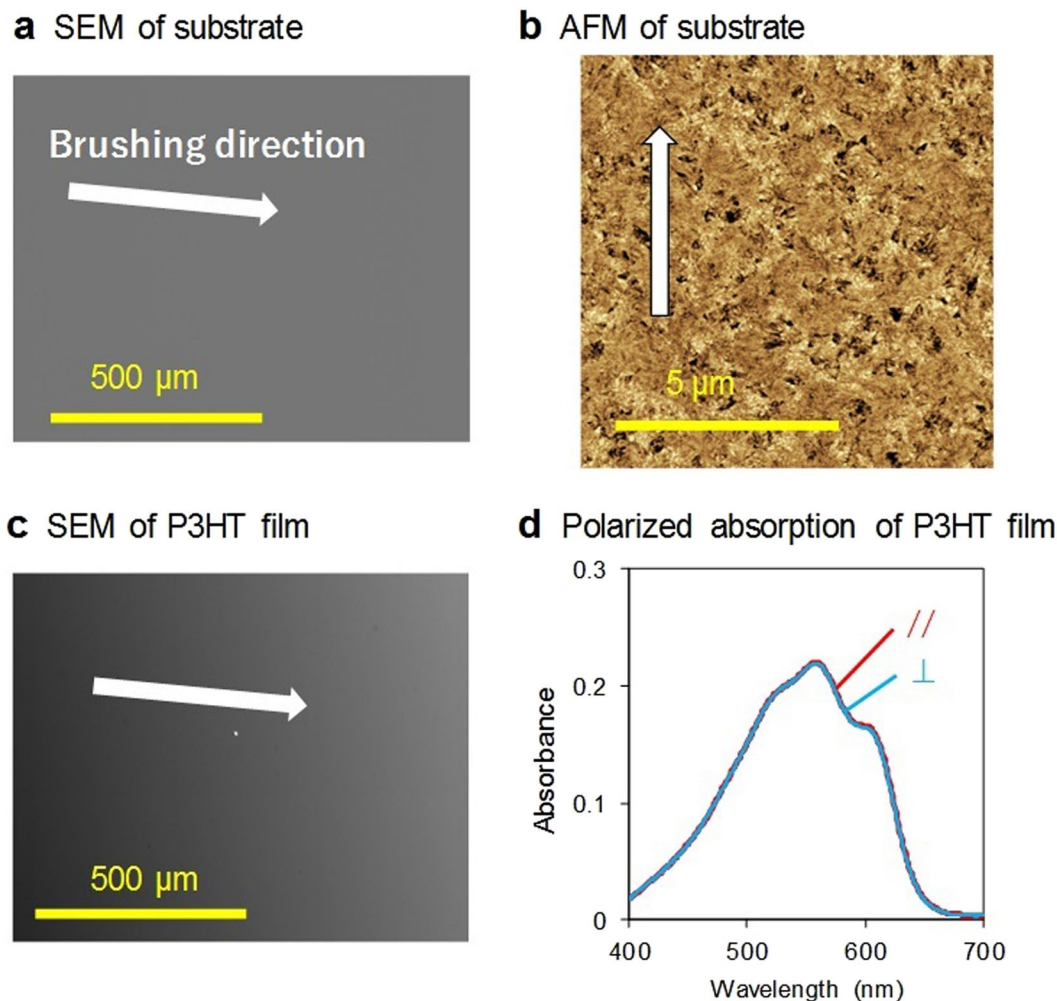 a SEM of substrate
Brushing direction
500 µm
b AFM of substrate
5 µm
c SEM of P3HT film
500 µm
d Polarized absorption of P3HT film
0.3
0.2
0.1
0
400
500
600
700
Absorbance
Wavelength (nm)
//
⊥